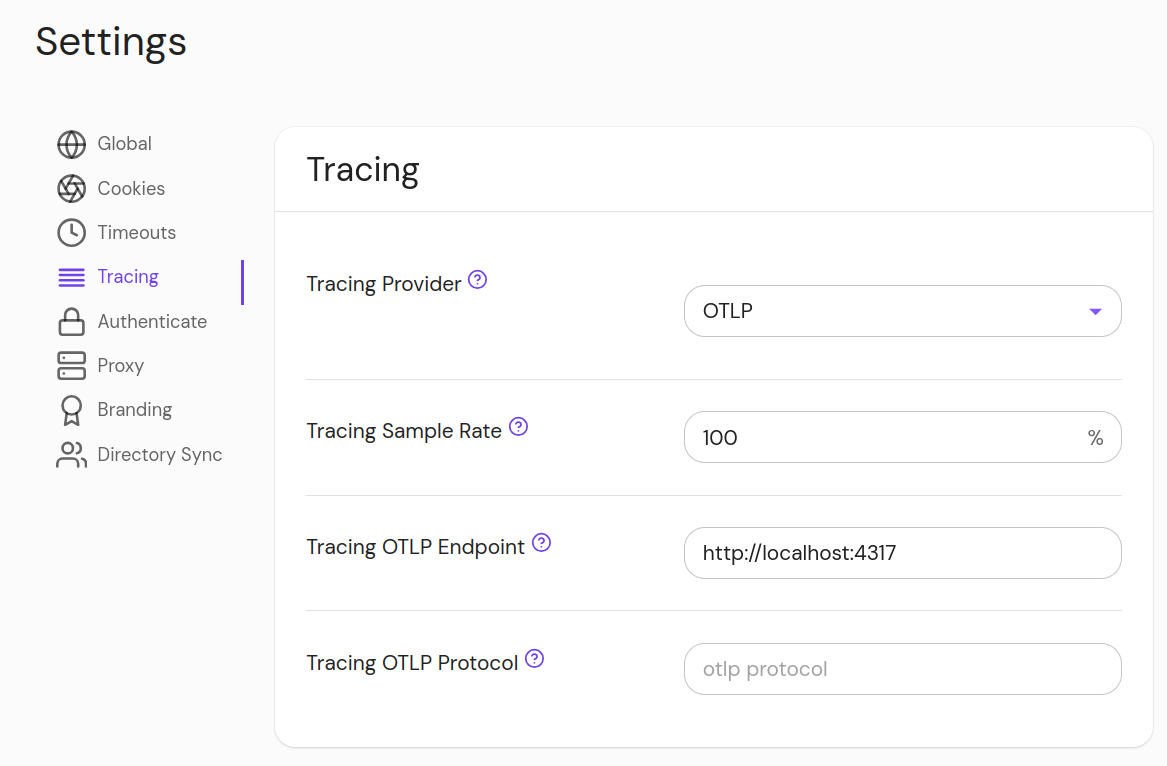 Settings
Global
Cookies
Timeouts
Tracing
Authenticate
Proxy
Branding
Directory Sync
Tracing
Tracing Provider
OTLP
Tracing Sample Rate
100 %
Tracing OTLP Endpoint
http://localhost:4317
Tracing OTLP Protocol
otlp protocol